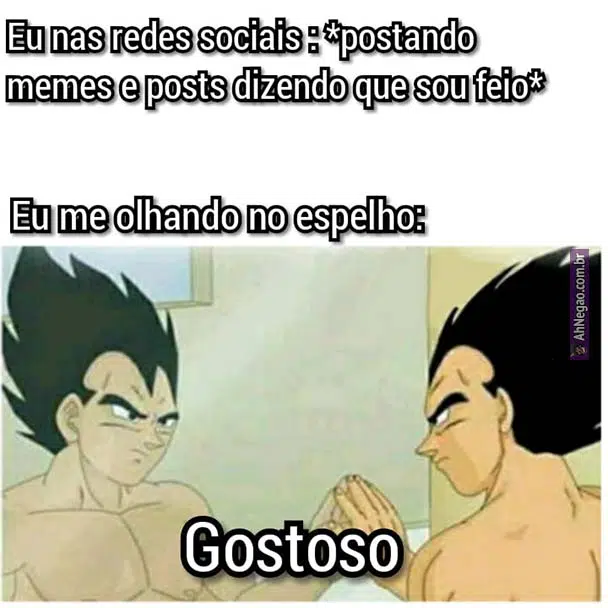 Eu nas redes sociais : *postando
memes e posts dizendo que sou feio*
Eu me olhando no espelho:
AhNegao.com.br
Gostoso